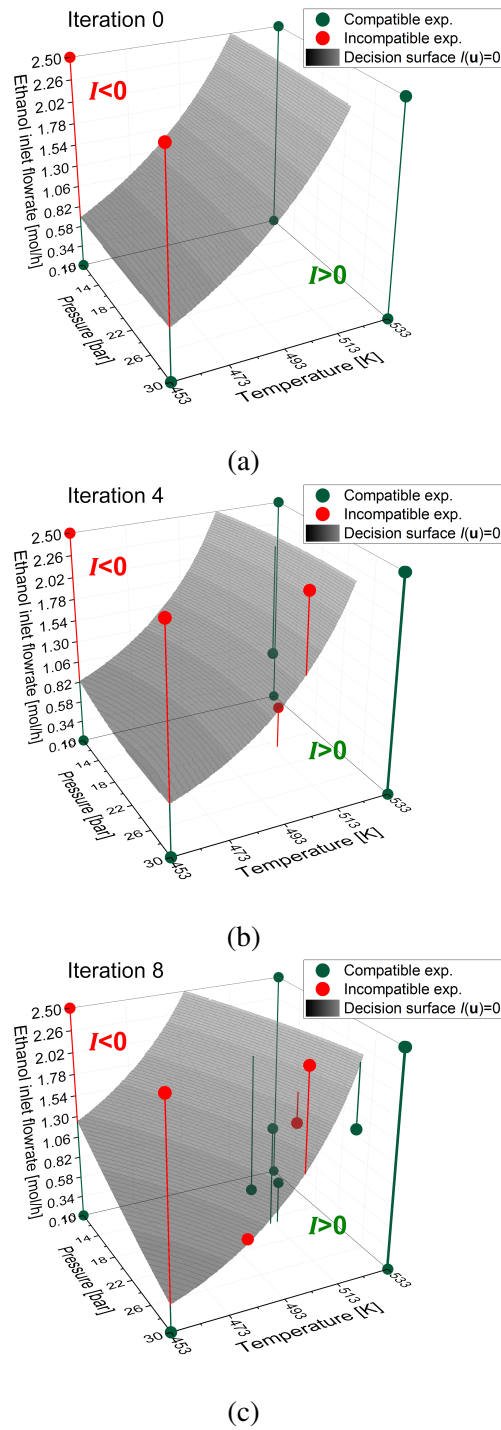 Iteration 0
Compatible exp.
Incompatible exp.
Decision surface I(u)=0
I<0
I>0
Ethanol inlet flowrate [mol/h]
2.50
2.26
2.02
1.78
1.54
1.30
1.06
0.82
0.58
0.34
0.10
10
14
18
22
26
30
Pressure [bar]
453
473
493
513
533
Temperature [K]
(a)
Iteration 4
Compatible exp.
Incompatible exp.
Decision surface I(u)=0
I<0
I>0
Ethanol inlet flowrate [mol/h]
2.50
2.26
2.02
1.78
1.54
1.30
1.06
0.82
0.58
0.34
0.10
10
14
18
22
26
30
Pressure [bar]
453
473
493
513
533
Temperature [K]
(b)
Iteration 8
Compatible exp.
Incompatible exp.
Decision surface I(u)=0
I<0
I>0
Ethanol inlet flowrate [mol/h]
2.50
2.26
2.02
1.78
1.54
1.30
1.06
0.82
0.58
0.34
0.10
10
14
18
22
26
30
Pressure [bar]
453
473
493
513
533
Temperature [K]
(c)